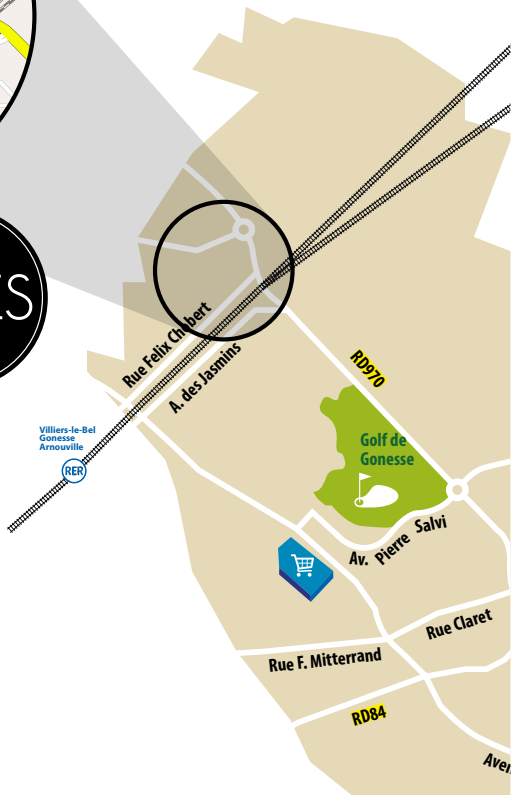 Rue Felix Chobert
A. des Jasmins
RD970
Villiers-le-Bel
Gonesse
Arnouville
RER
Golf de
Gonesse
Av. Pierre Salvi
Rue Claret
Rue F. Mitterrand
RD84